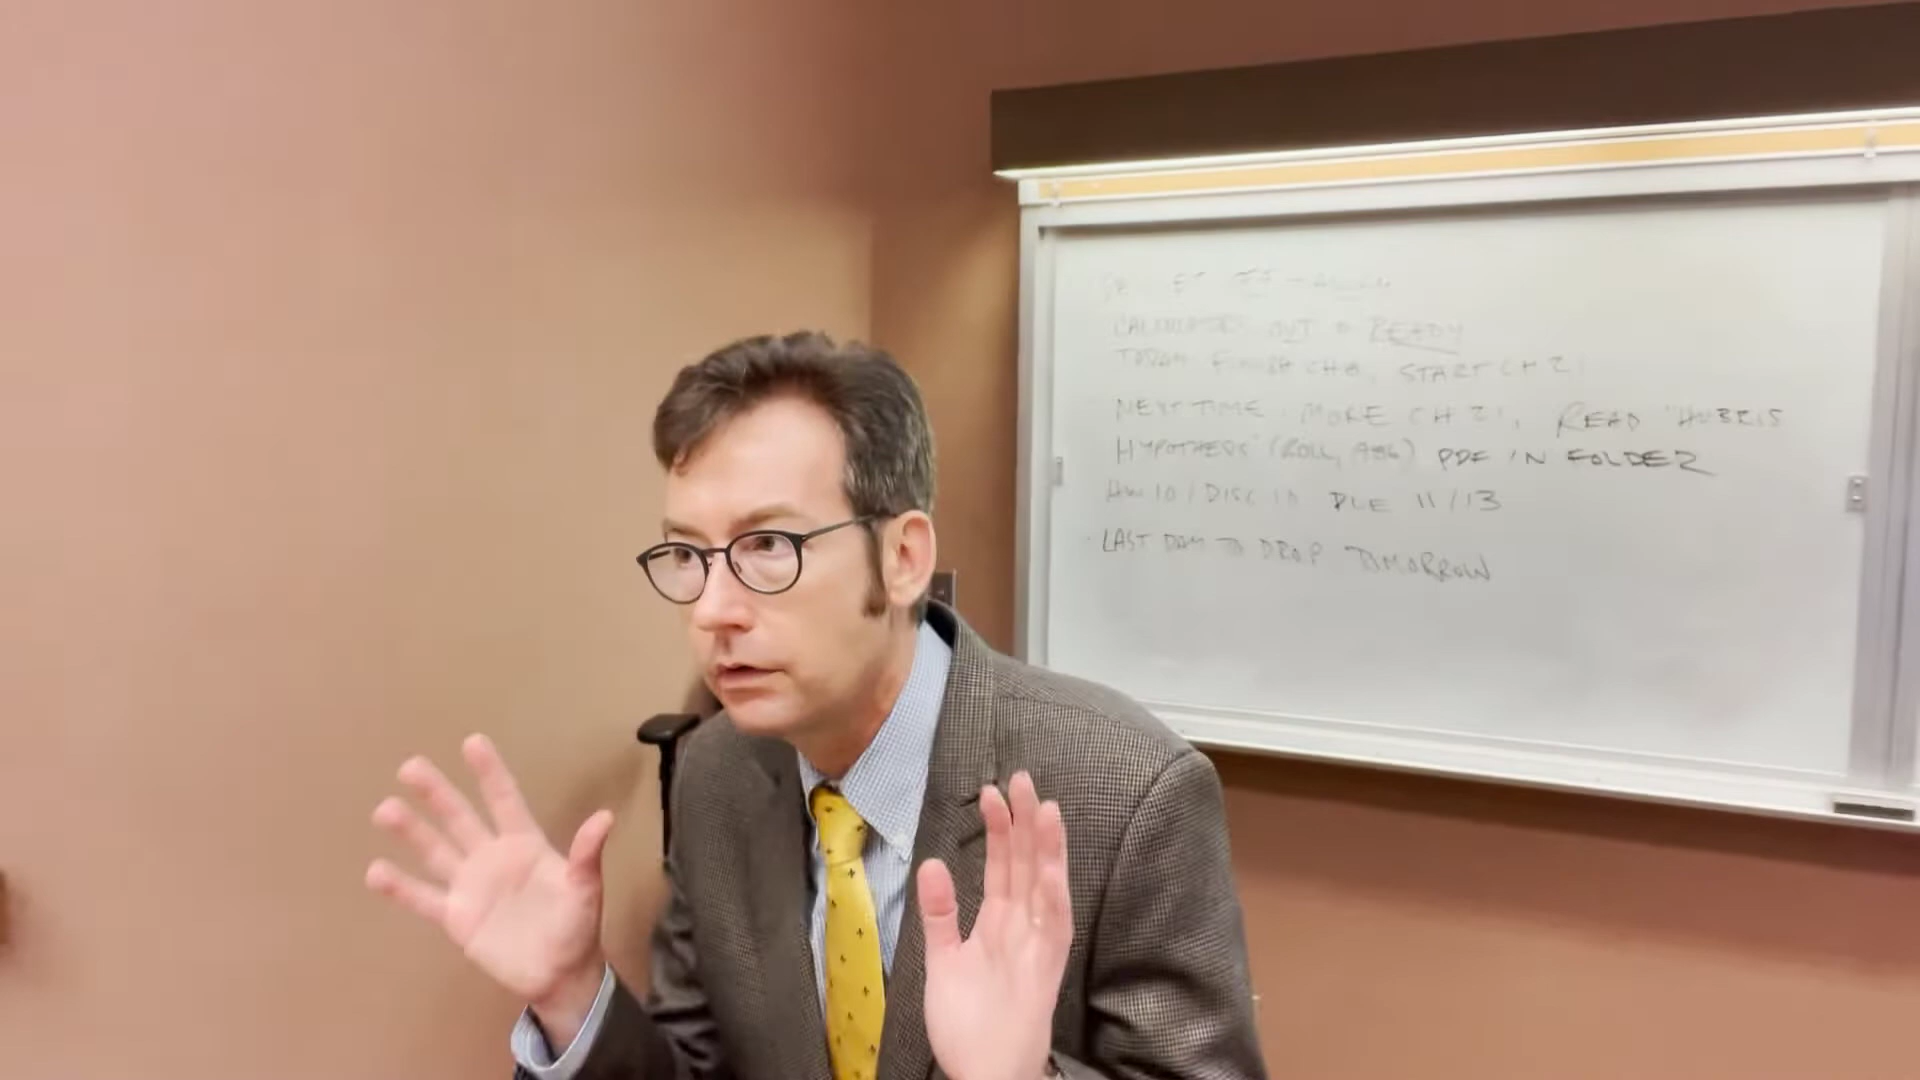 CALCULATORS OUT + READY
TODAY: FINISH CH 8, START CH 21
NEXT TIME: MORE CH 21, READ "HUBRIS
HYPOTHESIS" (ROLL, 1986) PDF IN FOLDER
HW 10 / DISC 10 DUE 11/13
LAST DAY TO DROP TOMORROW